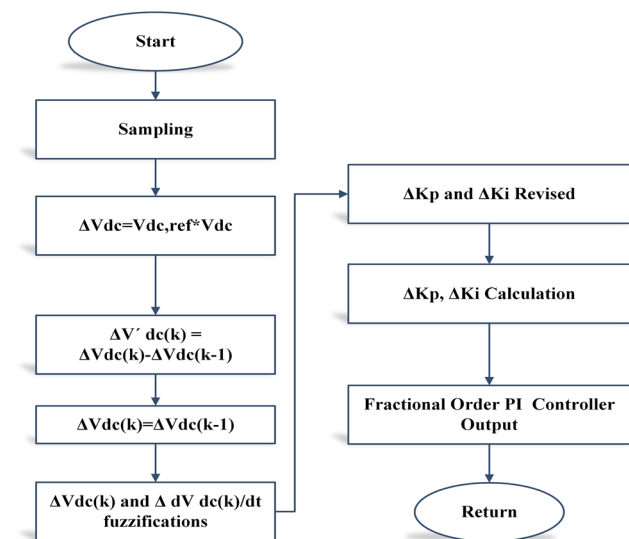 Start
Sampling
ΔVdc=Vdc,ref*Vdc
ΔV´ dc(k) =
ΔVdc(k)-ΔVdc(k-1)
ΔVdc(k)=ΔVdc(k-1)
ΔVdc(k) and Δ dV dc(k)/dt
fuzzifications
ΔKp and ΔKi Revised
ΔKp, ΔKi Calculation
Fractional Order PI Controller
Output
Return